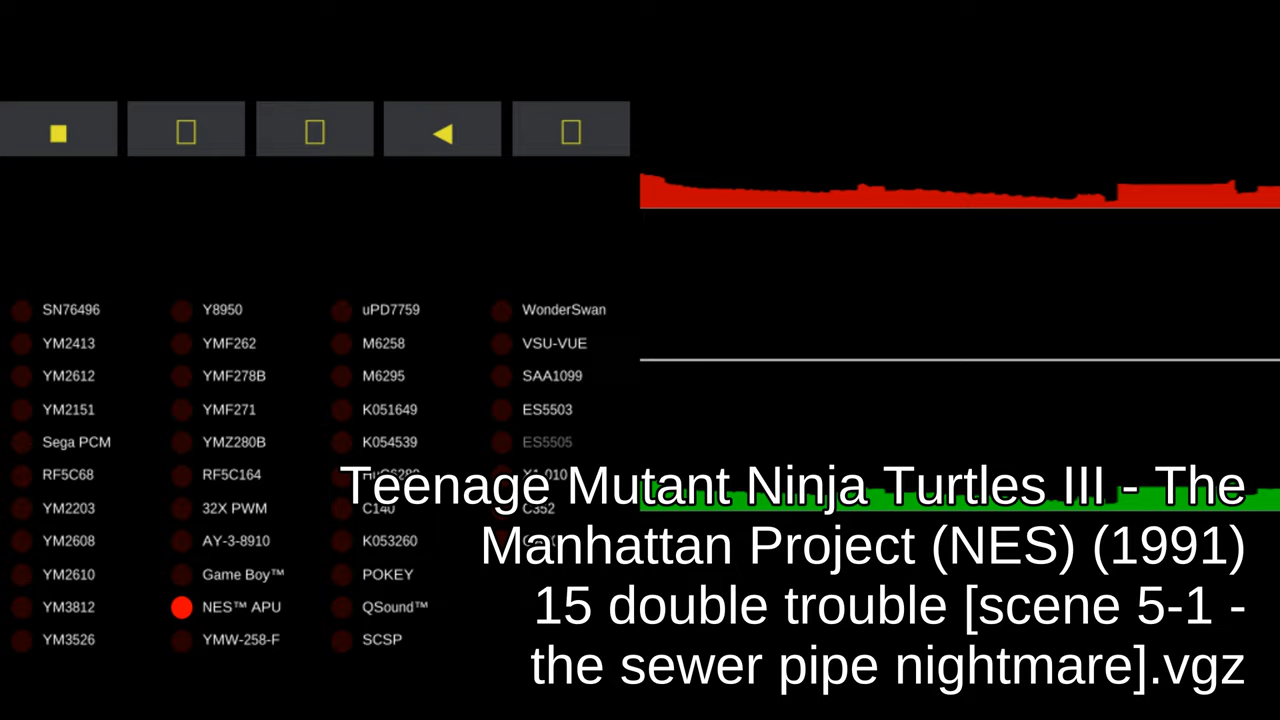 SN76496 Y8950 uPD7759 WonderSwan
YM2413 YMF262 M6258 VSU-VUE
YM2612 YMF278B M6295 SAA1099
YM2151 YMF271 K051649 ES5503
Sega PCM YMZ280B K054539 ES5505
RF5C68 RF5C164 HuC6280 X1-010
YM2203 32X PWM C140 C352
YM2608 AY-3-8910 K053260
YM2610 Game Boy™ POKEY
YM3812 NES™ APU QSound™
YM3526 YMW-258-F SCSP
Teenage Mutant Ninja Turtles III - The
Manhattan Project (NES) (1991)
15 double trouble [scene 5-1 -
the sewer pipe nightmare].vgz